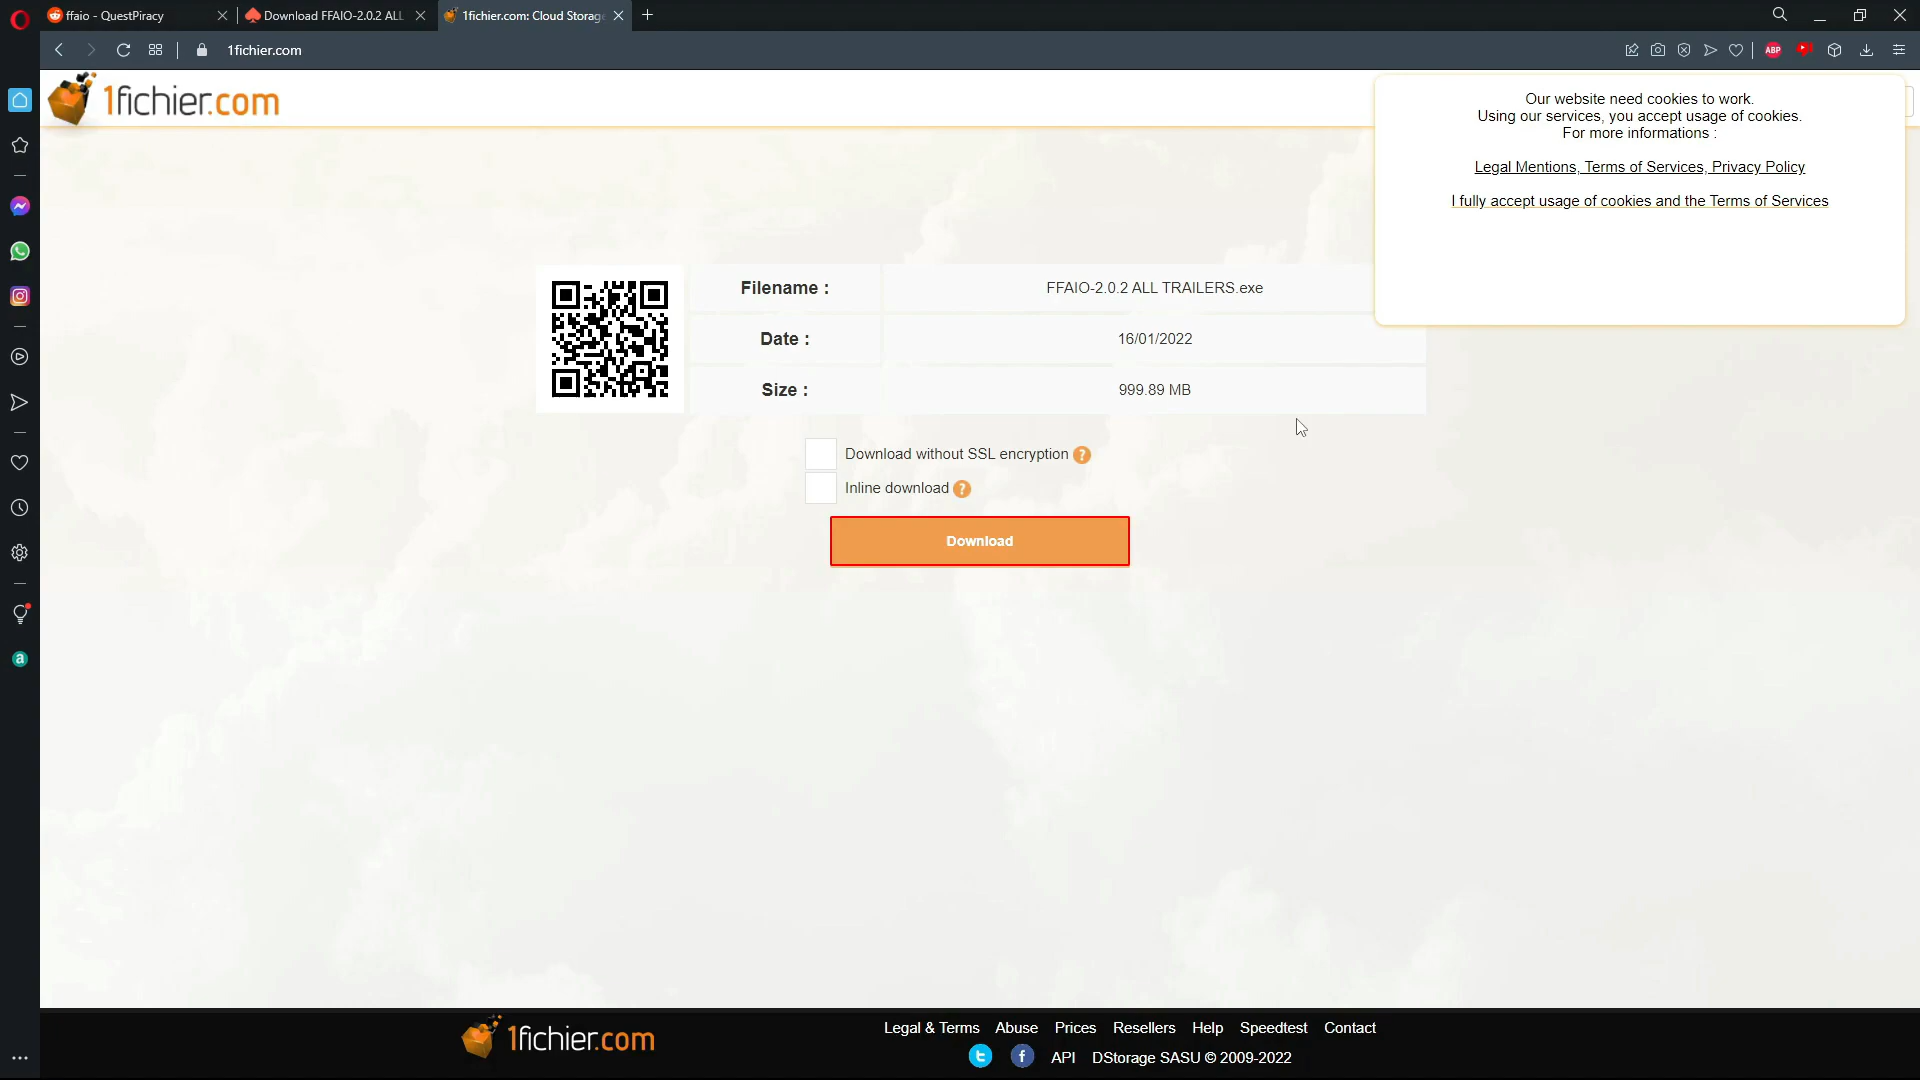 ffaio - QuestPiracy
Download FFAIO-2.0.2 ALL
1fichier.com: Cloud Storage
1fichier.com
ABP
1fichier.com
Our website need cookies to work.
Using our services, you accept usage of cookies.
For more informations :
Legal Mentions, Terms of Services, Privacy Policy
I fully accept usage of cookies and the Terms of Services
Filename :
FFAIO-2.0.2 ALL TRAILERS.exe
Date :
16/01/2022
Size :
999.89 MB
Download without SSL encryption ?
Inline download ?
Download
a
1fichier.com
Legal & Terms Abuse Prices Resellers Help Speedtest Contact
API DStorage SASU © 2009-2022